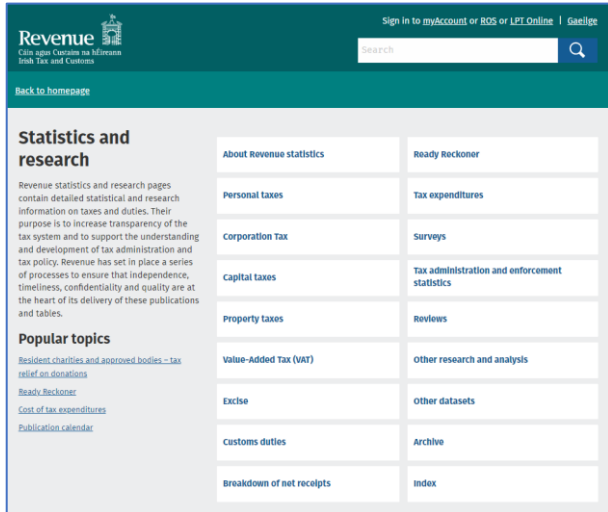 Sign in to myAccount or ROS or LPT Online | Gaeilge
Revenue
Cáin agus Custaim na hÉireann
Irish Tax and Customs
Search
Back to homepage
Statistics and
research
Revenue statistics and research pages
contain detailed statistical and research
information on taxes and duties. Their
purpose is to increase transparency of the
tax system and to support the understanding
and development of tax administration and
tax policy. Revenue has set in place a series
of processes to ensure that independence,
timeliness, confidentiality and quality are at
the heart of its delivery of these publications
and tables.
Popular topics
Resident charities and approved bodies – tax
relief on donations
Ready Reckoner
Cost of tax expenditures
Publication calendar
About Revenue statistics
Ready Reckoner
Personal taxes
Tax expenditures
Corporation Tax
Surveys
Capital taxes
Tax administration and enforcement
statistics
Property taxes
Reviews
Value-Added Tax (VAT)
Other research and analysis
Excise
Other datasets
Customs duties
Archive
Breakdown of net receipts
Index